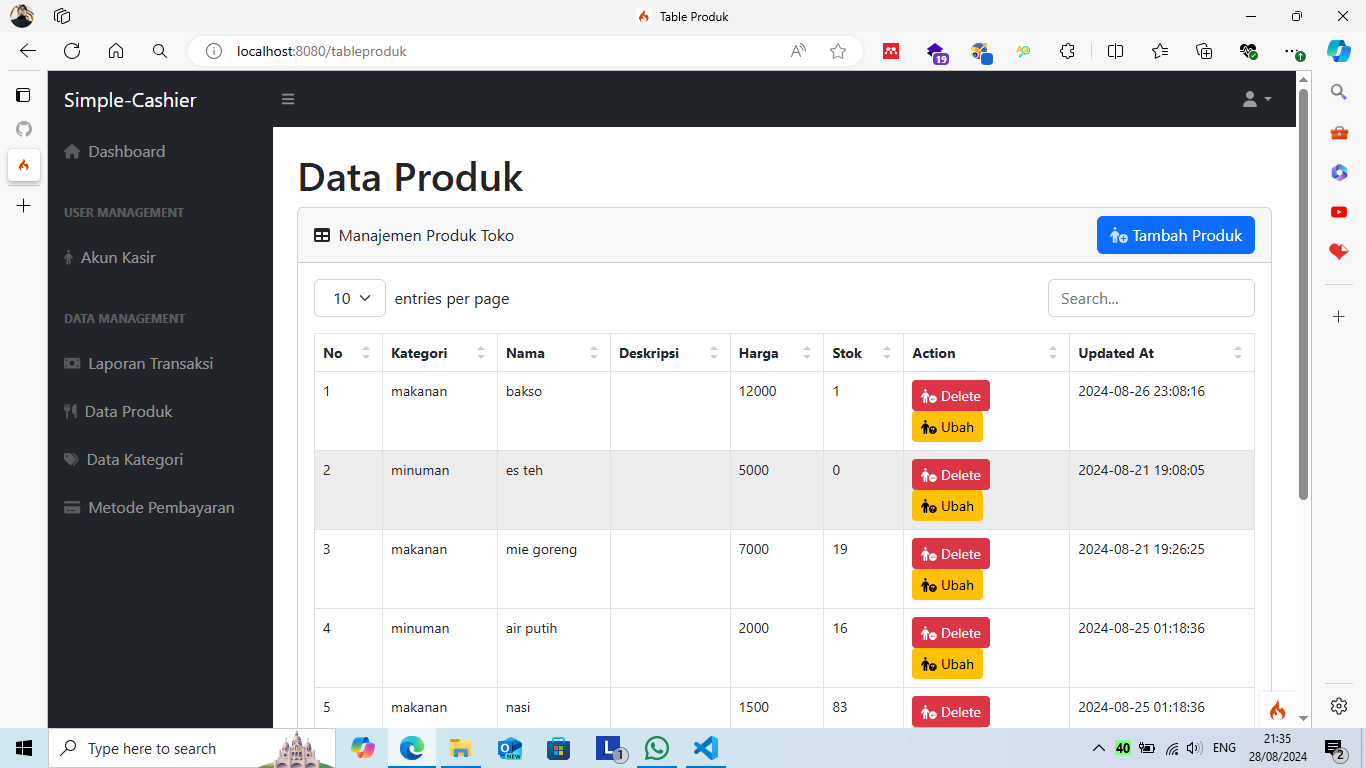 Table Produk
localhost:8080/tableproduk
19
Simple-Cashier
Dashboard
USER MANAGEMENT
Akun Kasir
DATA MANAGEMENT
Laporan Transaksi
Data Produk
Data Kategori
Metode Pembayaran
Data Produk
Manajemen Produk Toko
Tambah Produk
10 entries per page
Search...
No Kategori Nama Deskripsi Harga Stok Action Updated At
1 makanan bakso 12000 1 Delete 2024-08-26 23:08:16
Ubah
2 minuman es teh 5000 0 Delete 2024-08-21 19:08:05
Ubah
3 makanan mie goreng 7000 19 Delete 2024-08-21 19:26:25
Ubah
4 minuman air putih 2000 16 Delete 2024-08-25 01:18:36
Ubah
5 makanan nasi 1500 83 Delete 2024-08-25 01:18:36
Type here to search
NEW
L
1
40
ENG
21:35
28/08/2024
2